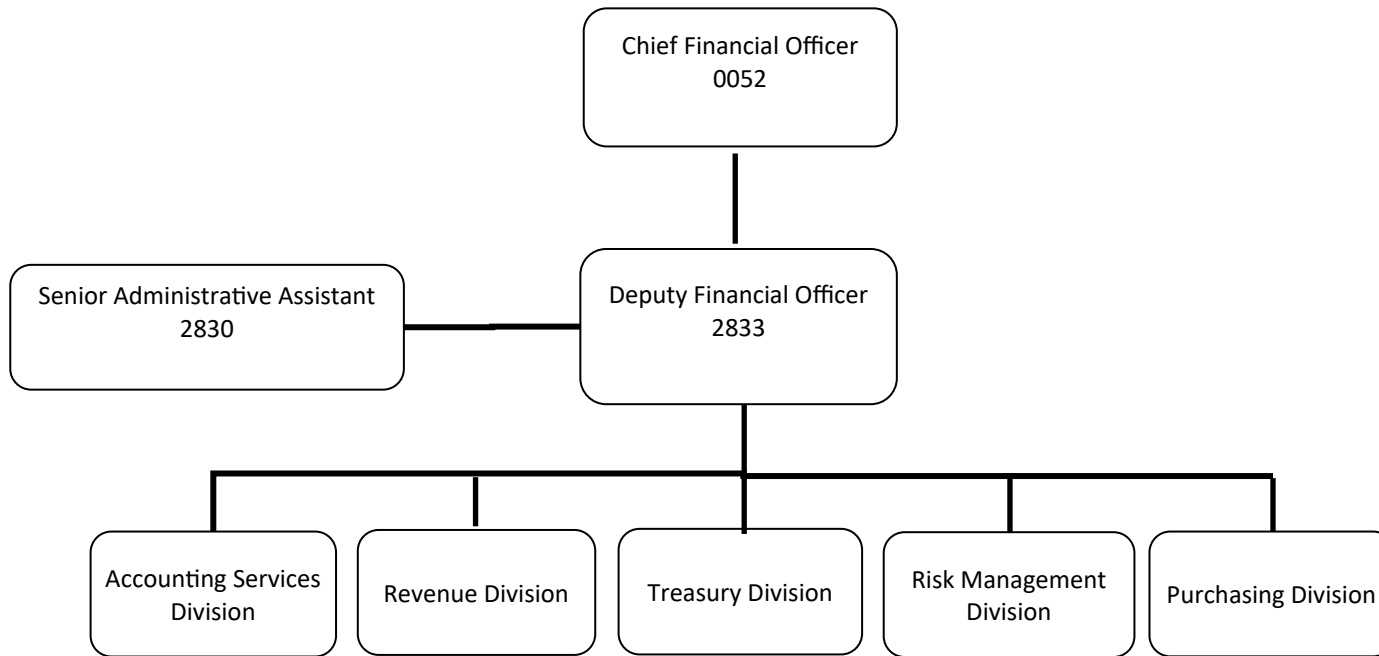 Chief Financial Officer
0052
Senior Administrative Assistant
2830
Deputy Financial Officer
2833
Accounting Services
Division
Revenue Division
Treasury Division
Risk Management
Division
Purchasing Division